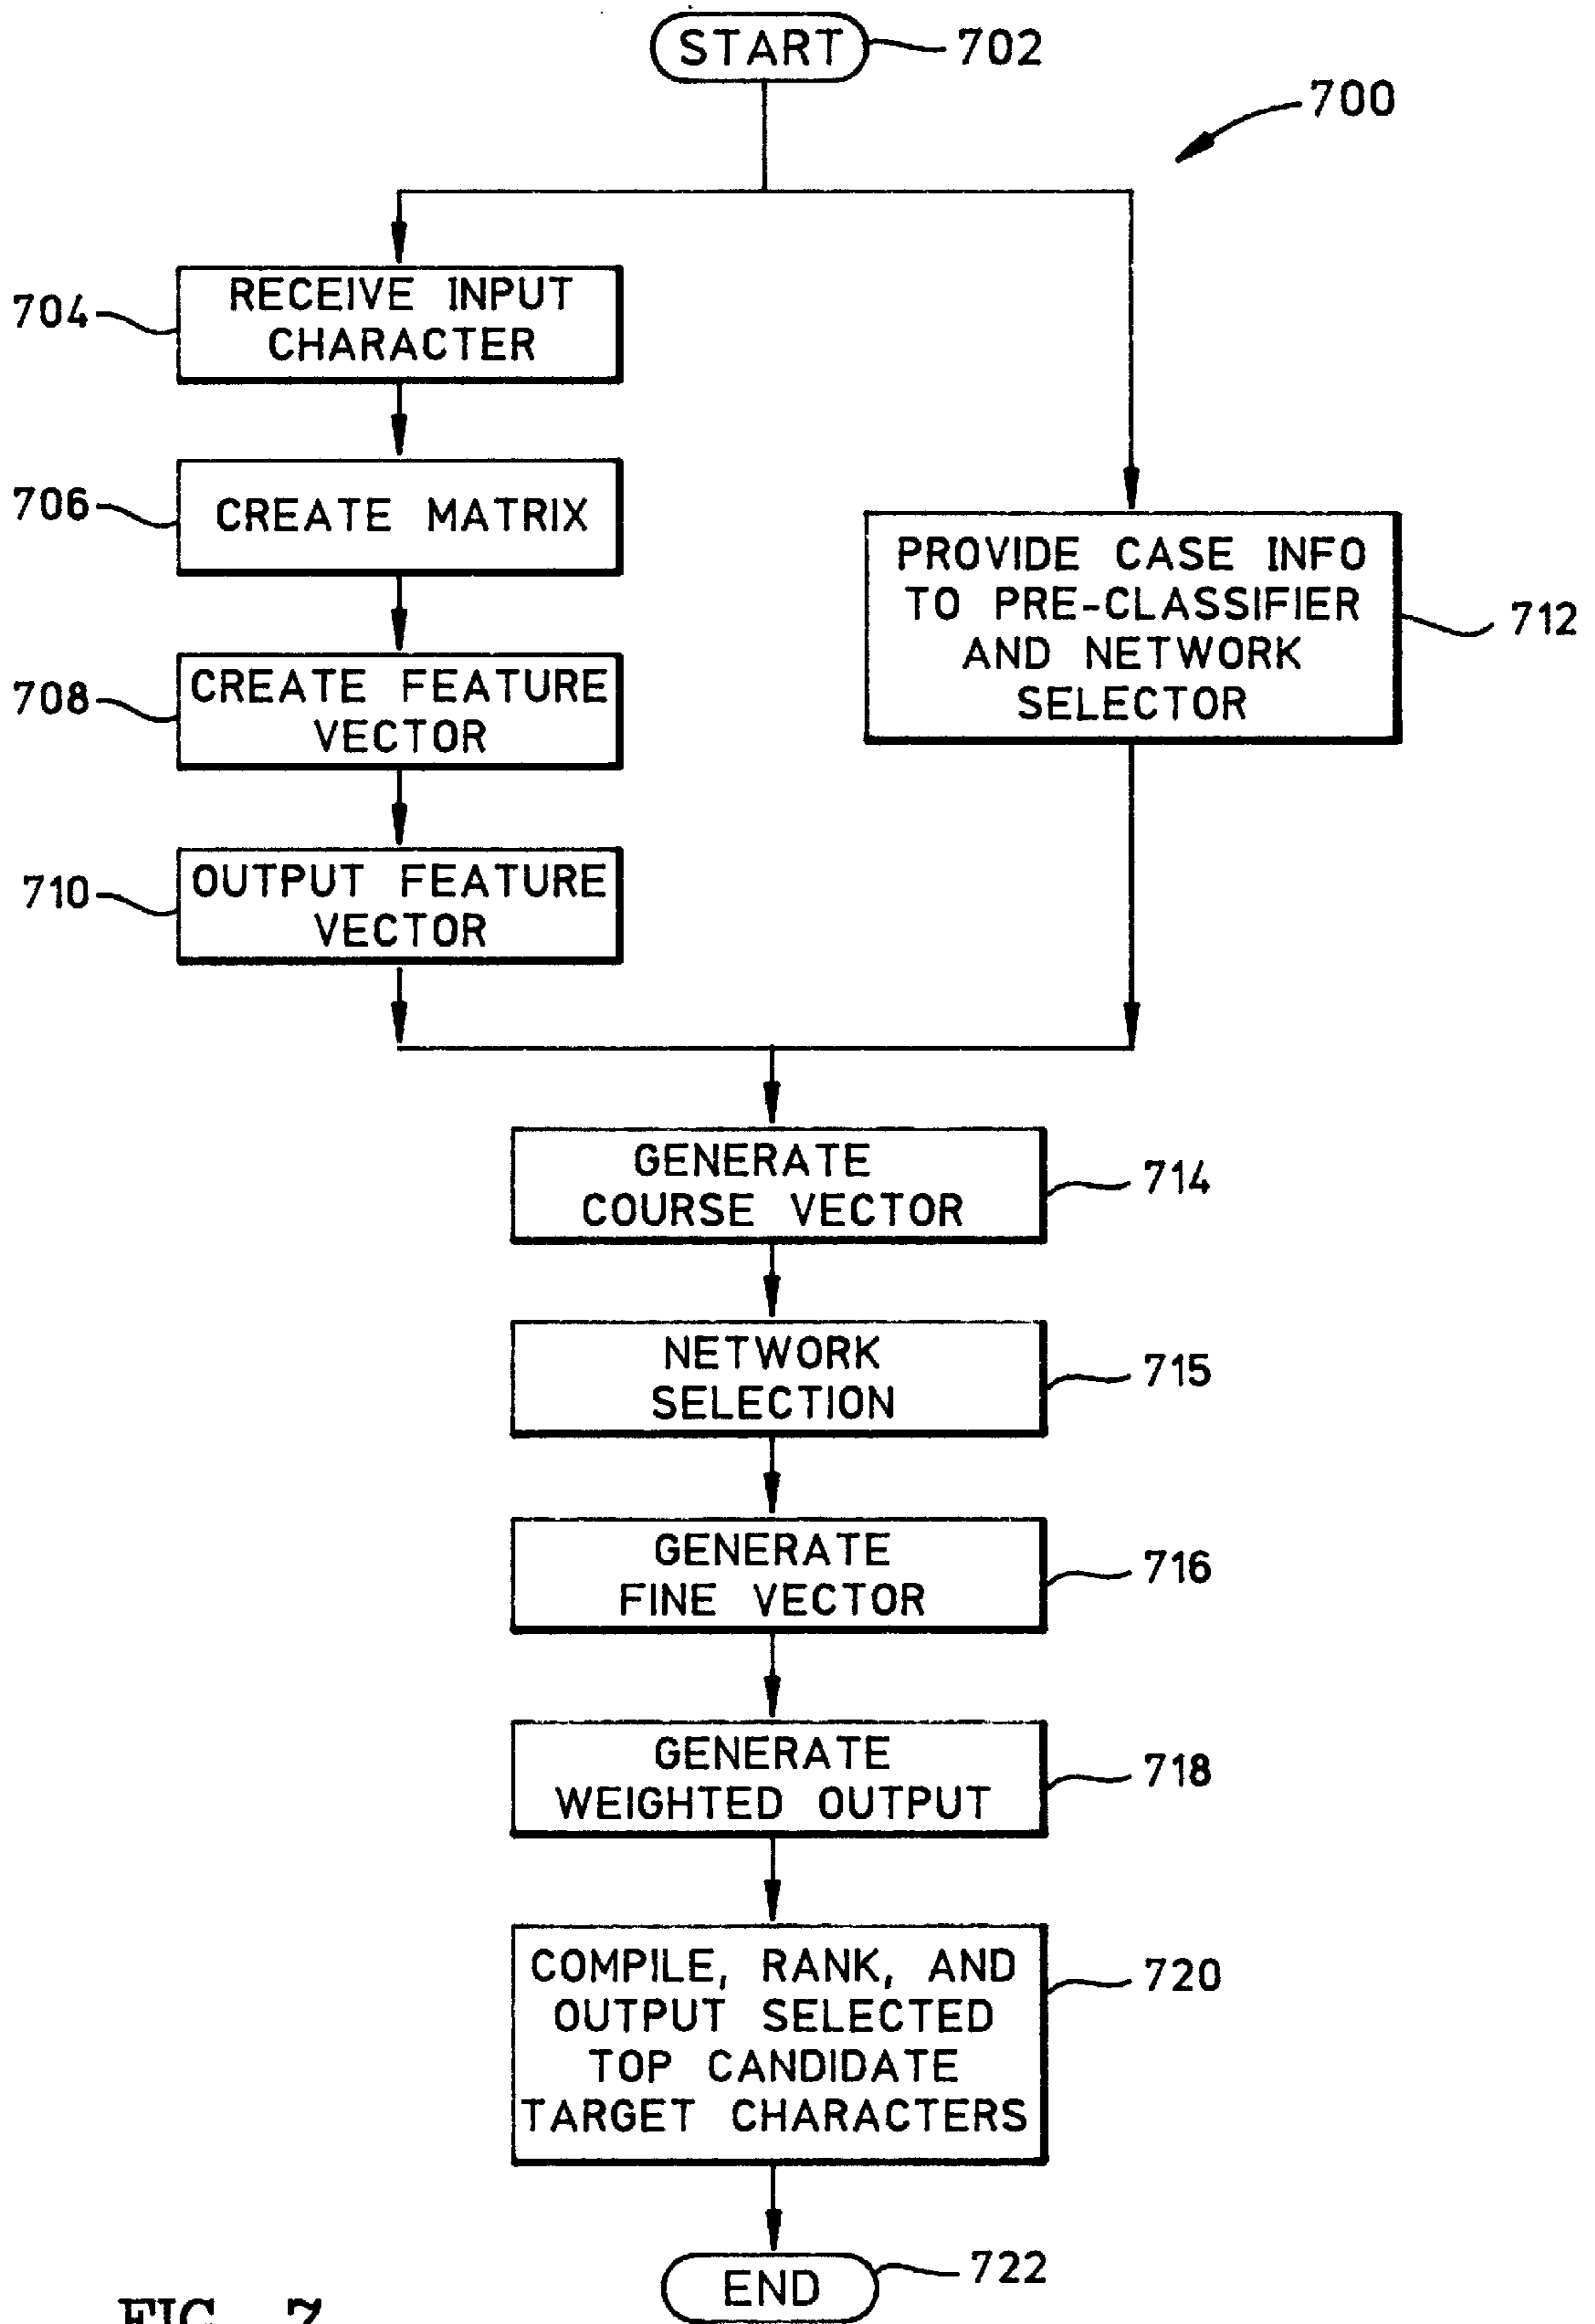 START
702
700
704
RECEIVE INPUT
CHARACTER
706
CREATE MATRIX
PROVIDE CASE INFO
TO PRE-CLASSIFIER
AND NETWORK
SELECTOR
712
708
CREATE FEATURE
VECTOR
710
OUTPUT FEATURE
VECTOR
GENERATE
COURSE VECTOR
714
NETWORK
SELECTION
715
GENERATE
FINE VECTOR
716
GENERATE
WEIGHTED OUTPUT
718
COMPILE, RANK, AND
OUTPUT SELECTED
TOP CANDIDATE
TARGET CHARACTERS
720
END
722
FIG. 7